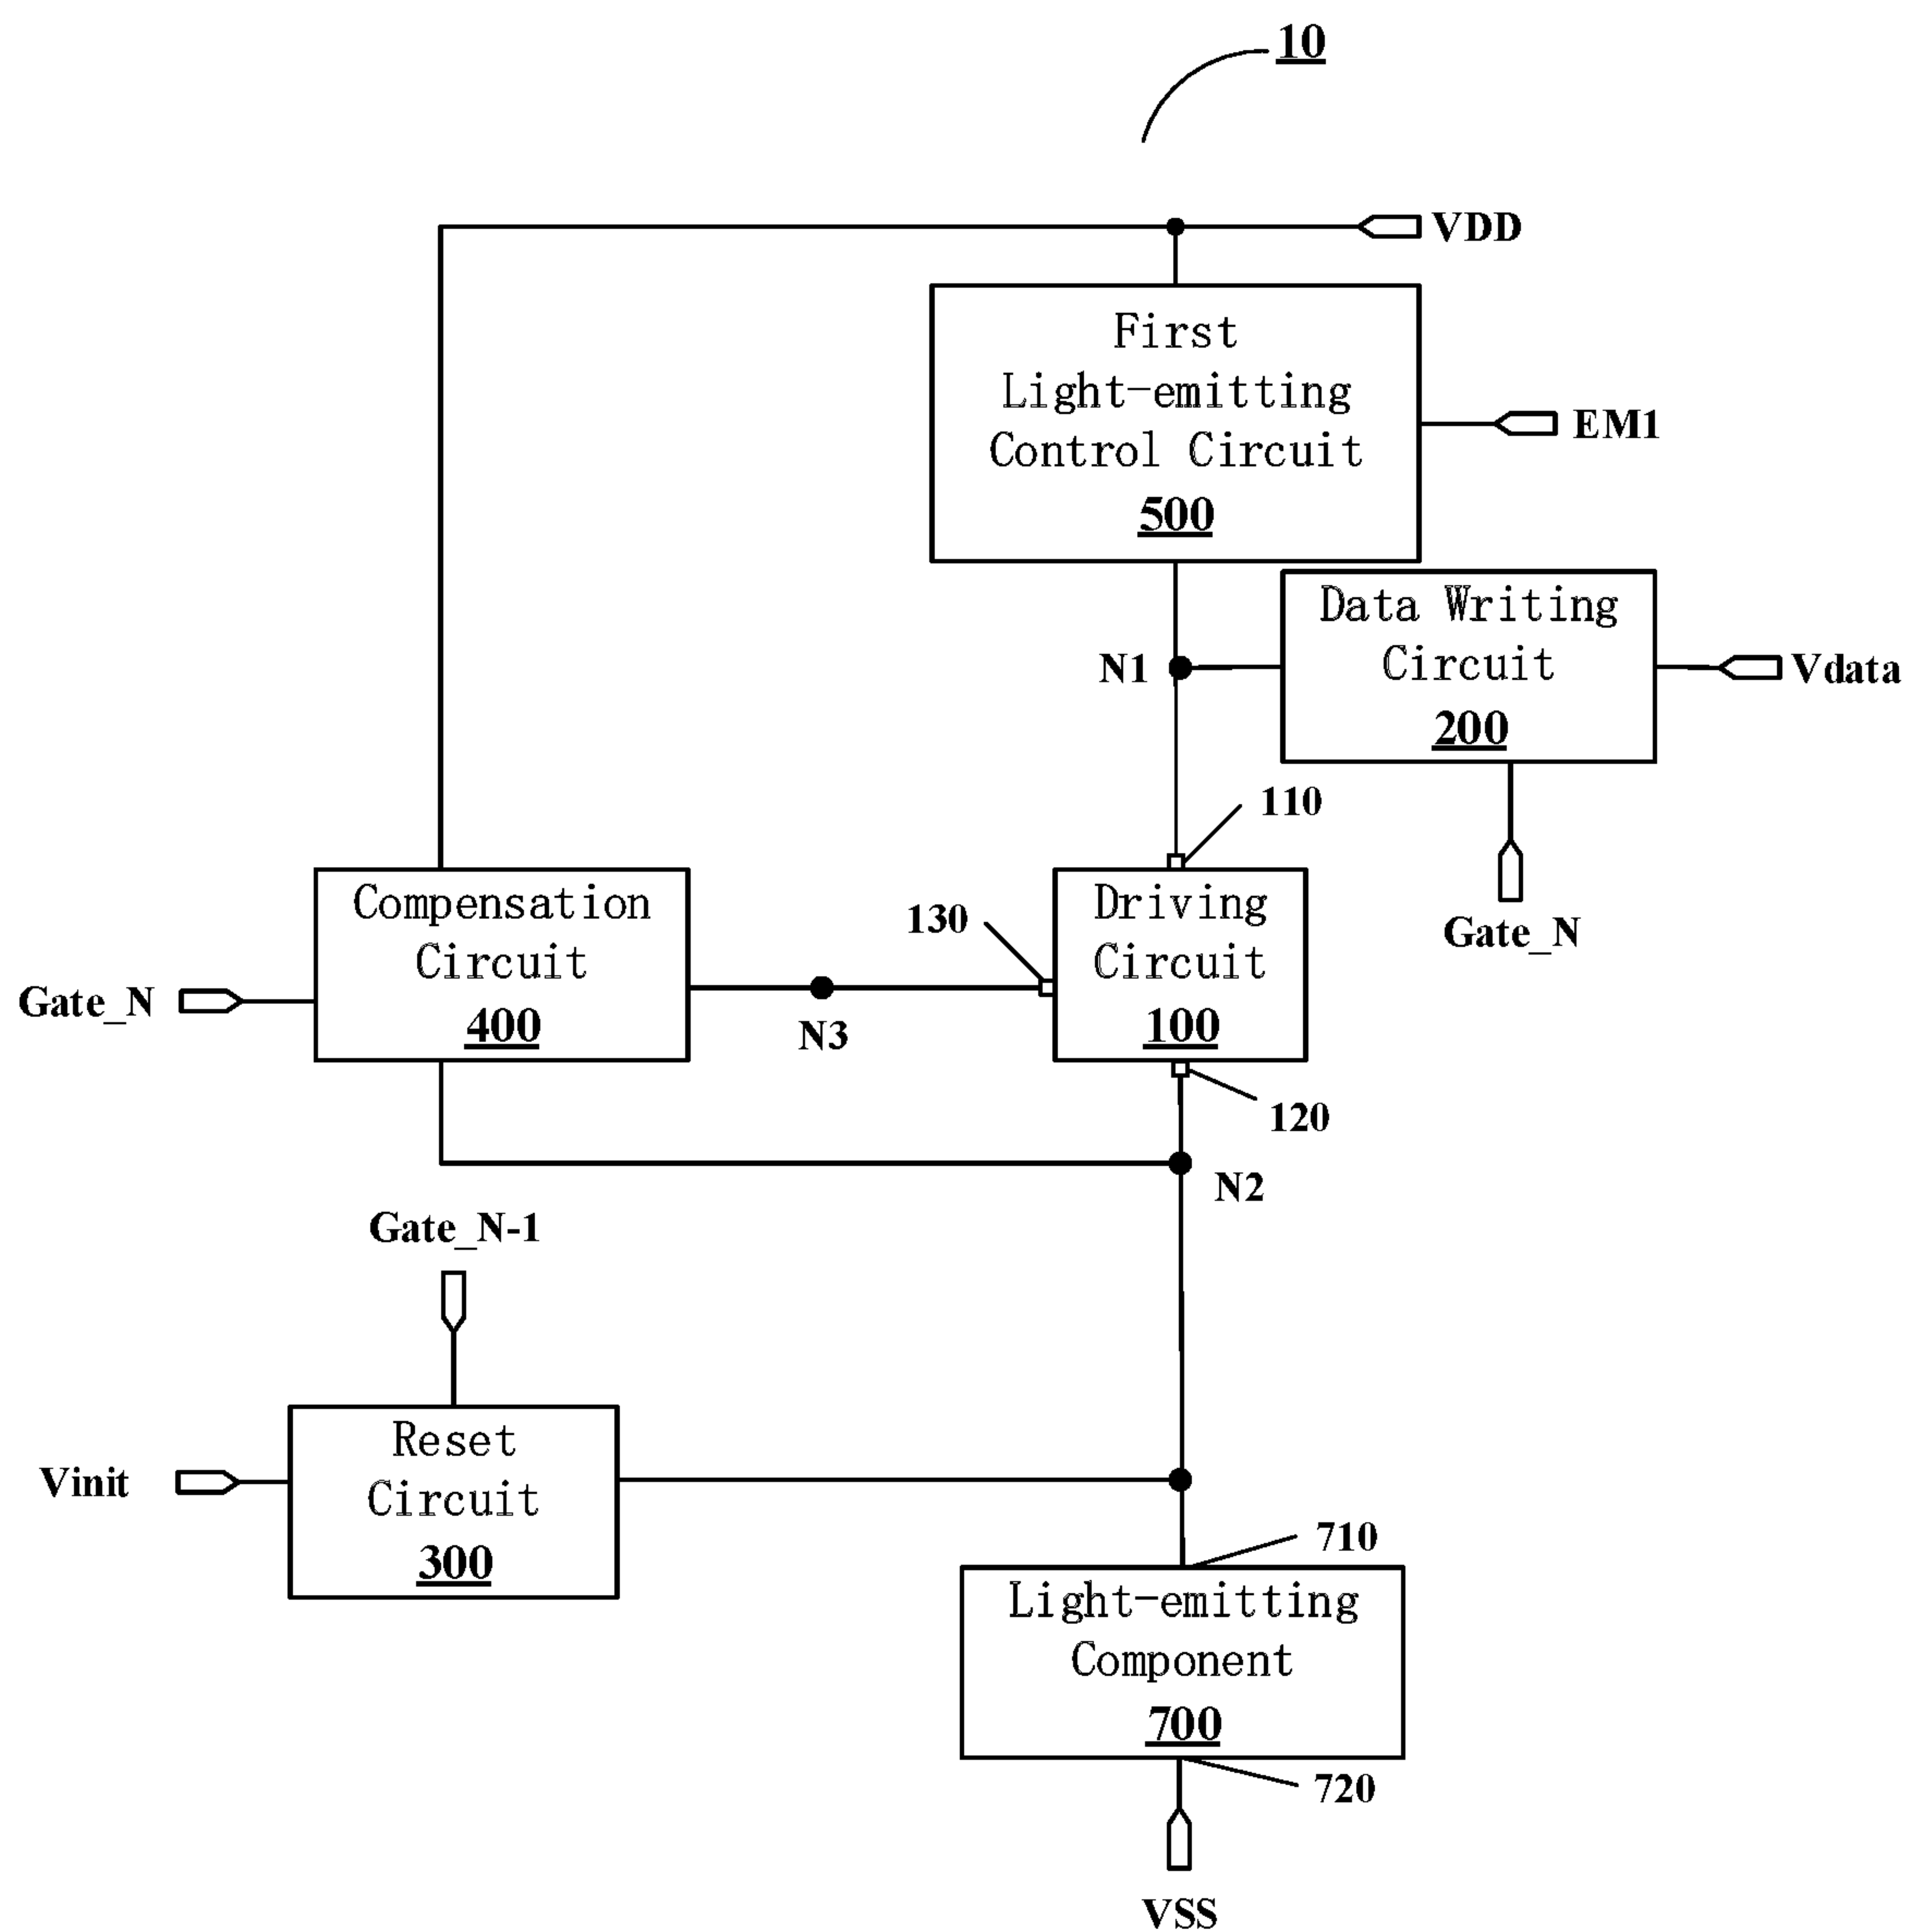 10
VDD
First
Light-emitting
Control Circuit
500
EM1
Data Writing
Circuit
200
N1
Vdata
110
Gate_N
Compensation
Circuit
400
130
Driving
Circuit
100
Gate_N
N3
120
N2
Gate_N-1
Reset
Circuit
300
Vinit
710
Light-emitting
Component
700
720
VSS